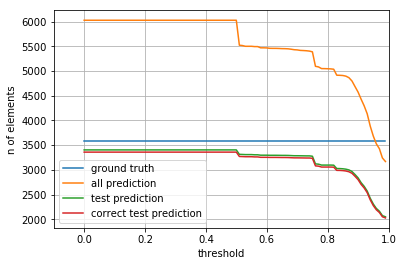 6000
5500
5000
4500
4000
3500
3000
2500
2000
n of elements
ground truth
all prediction
test prediction
correct test prediction
0.0 0.2 0.4 0.6 0.8 1.0
threshold